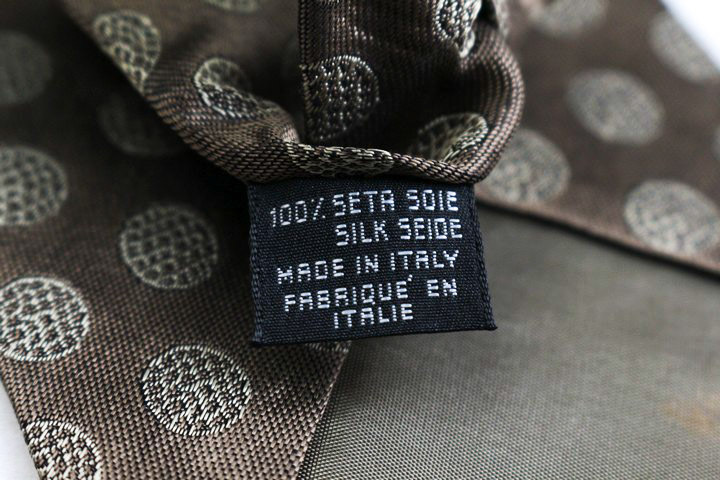 100% SETA SOIE
SILK SEIDE
MADE IN ITALY
FABRIQUE' EN
ITALIE